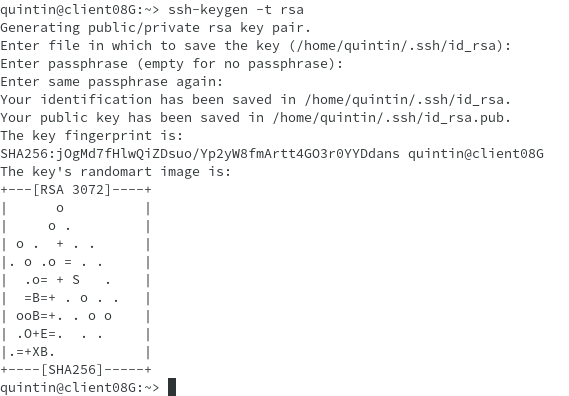 quintin@client08G:~> ssh-keygen -t rsa
Generating public/private rsa key pair.
Enter file in which to save the key (/home/quintin/.ssh/id_rsa):
Enter passphrase (empty for no passphrase):
Enter same passphrase again:
Your identification has been saved in /home/quintin/.ssh/id_rsa.
Your public key has been saved in /home/quintin/.ssh/id_rsa.pub.
The key fingerprint is:
SHA256:jOgMd7fHlwQiZDsuo/Yp2yW8fmArtt4GO3r0YYDdans quintin@client08G
The key's randomart image is:
+---[RSA 3072]----+
|      o          |
|     o .         |
| o .  + . .      |
|. o .o = . .     |
|  .o= + S   .    |
|  =B=+ . o . .   |
| ooB=+. . o o    |
| .O+E=.  . .     |
|.=+XB.           |
+----[SHA256]-----+
quintin@client08G:~>